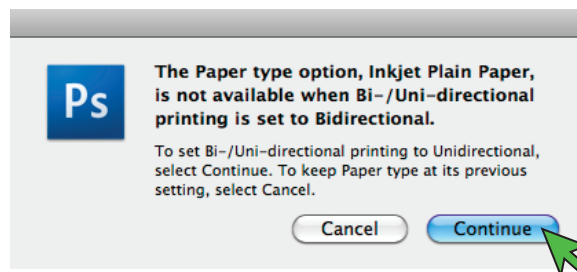 Ps
The Paper type option, Inkjet Plain Paper,
is not available when Bi-/Uni-directional
printing is set to Bidirectional.
To set Bi-/Uni-directional printing to Unidirectional,
select Continue. To keep Paper type at its previous
setting, select Cancel.
Cancel Continue